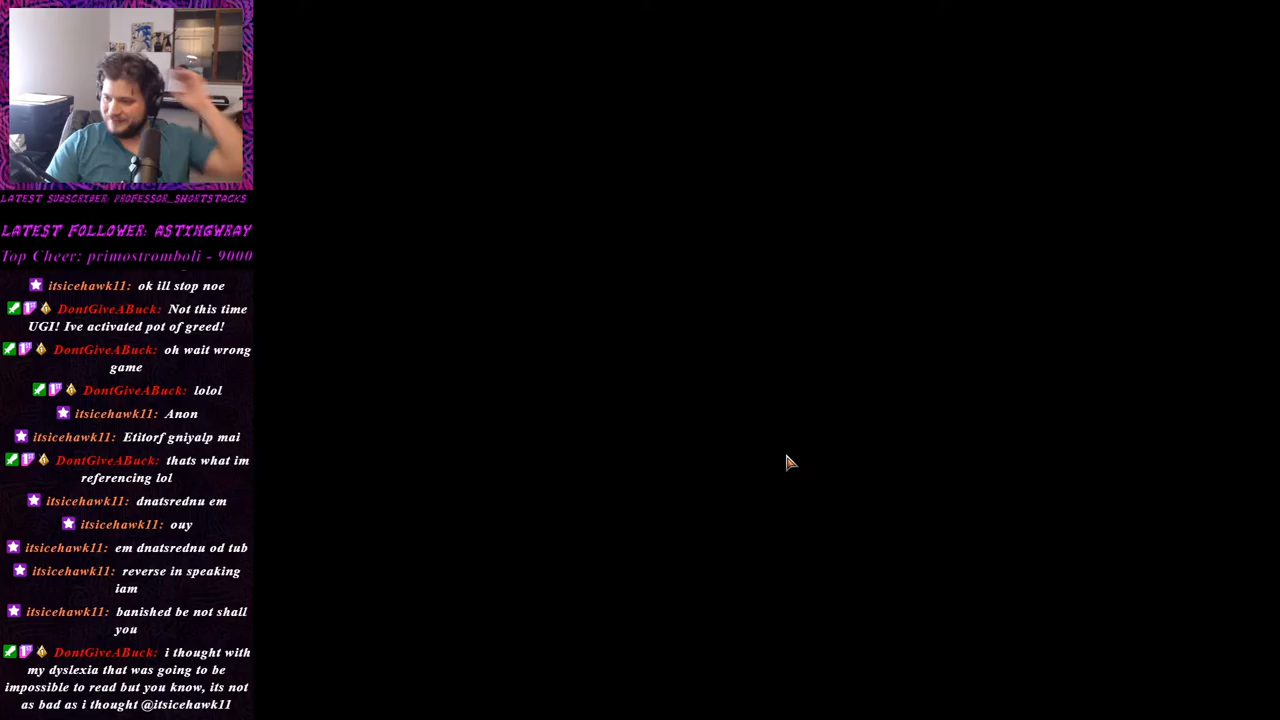 LATEST SUBSCRIBER: PROFESSOR_SHORTSTACKS
LATEST FOLLOWER: ASTINGWRAY
Top Cheer: primostromboli - 9000
itsicehawk11: ok ill stop noe
DontGiveABuck: Not this time
UGI! Ive activated pot of greed!
DontGiveABuck: oh wait wrong
game
DontGiveABuck: lolol
itsicehawk11: Anon
itsicehawk11: Etitorf gniyalp mai
DontGiveABuck: thats what im
referencing lol
itsicehawk11: dnatsrednu em
itsicehawk11: ouy
itsicehawk11: em dnatsrednu od tub
itsicehawk11: reverse in speaking
iam
itsicehawk11: banished be not shall
you
DontGiveABuck: i thought with
my dyslexia that was going to be
impossible to read but you know, its not
as bad as i thought @itsicehawk11